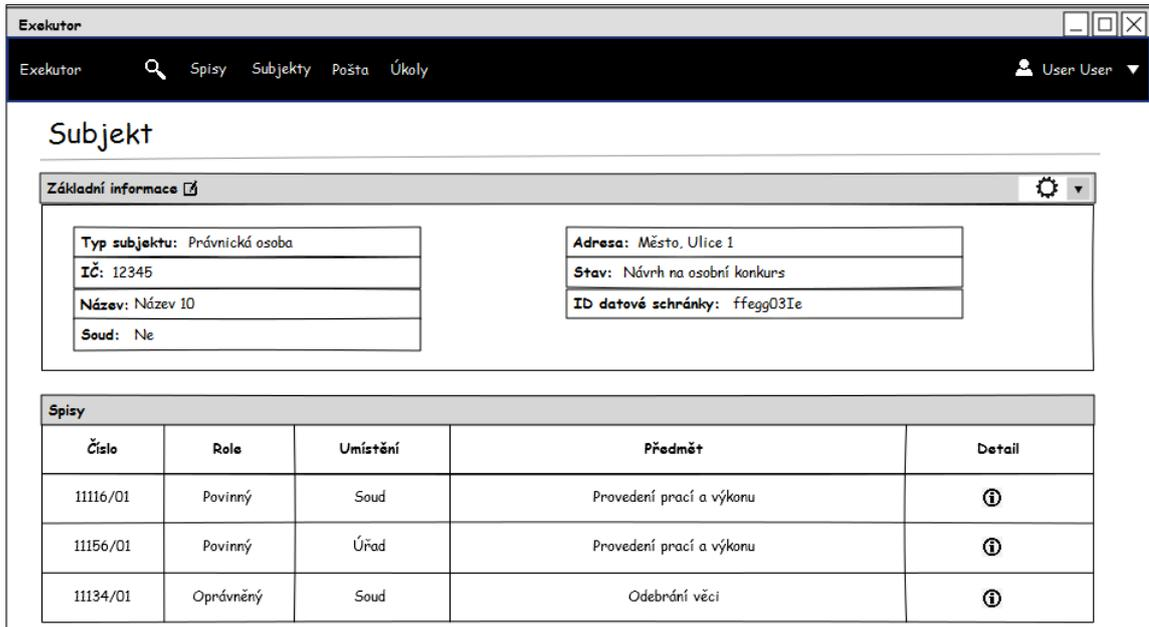 Exekutor
Exekutor Spisy Subjekty Pošta Úkoly User User
Subjekt
Základní informace
Typ subjektu: Právnická osoba
IČ: 12345
Název: Název 10
Soud: Ne
Adresa: Město, Ulice 1
Stav: Návrh na osobní konkurs
ID datové schránky: ffegg03Ie
Spisy
Číslo Role Umístění Předmět Detail
11116/01 Povinný Soud Provedení prací a výkonu
11156/01 Povinný Úřad Provedení prací a výkonu
11134/01 Oprávněný Soud Odebrání věci